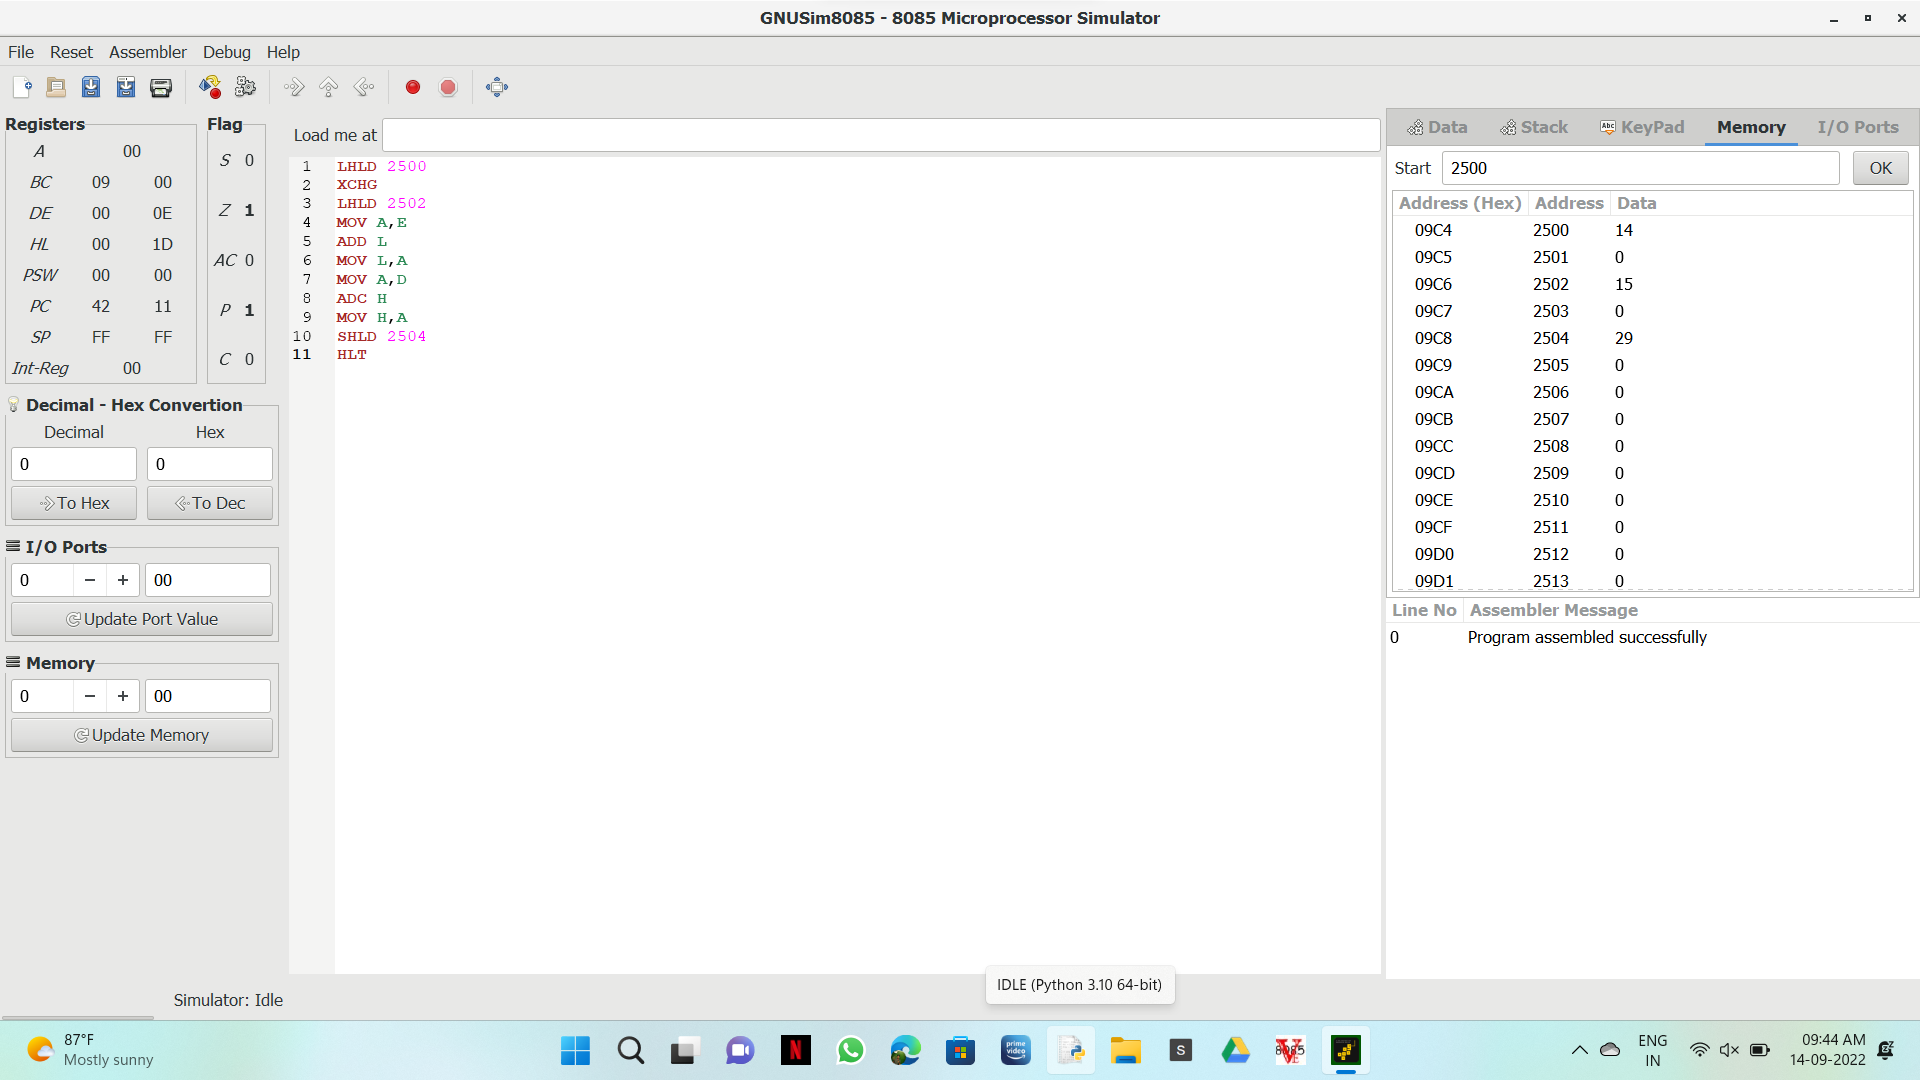 GNUSim8085 - 8085 Microprocessor Simulator
File Reset Assembler Debug Help
Registers
A 00
BC 09 00
DE 00 0E
HL 00 1D
PSW 00 00
PC 42 11
SP FF FF
Int-Reg 00
Flag
S 0
Z 1
AC 0
P 1
C 0
Decimal - Hex Convertion
Decimal Hex
0 0
To Hex To Dec
I/O Ports
0 − + 00
Update Port Value
Memory
0 − + 00
Update Memory
Load me at
1 LHLD 2500
2 XCHG
3 LHLD 2502
4 MOV A,E
5 ADD L
6 MOV L,A
7 MOV A,D
8 ADC H
9 MOV H,A
10 SHLD 2504
11 HLT
Data Stack Abc KeyPad Memory I/O Ports
Start 2500 OK
Address (Hex) Address Data
09C4 2500 14
09C5 2501 0
09C6 2502 15
09C7 2503 0
09C8 2504 29
09C9 2505 0
09CA 2506 0
09CB 2507 0
09CC 2508 0
09CD 2509 0
09CE 2510 0
09CF 2511 0
09D0 2512 0
09D1 2513 0
Line No Assembler Message
0 Program assembled successfully
IDLE (Python 3.10 64-bit)
Simulator: Idle
87°F
Mostly sunny
N
prime video
S
8085
ENG
IN
09:44 AM
14-09-2022